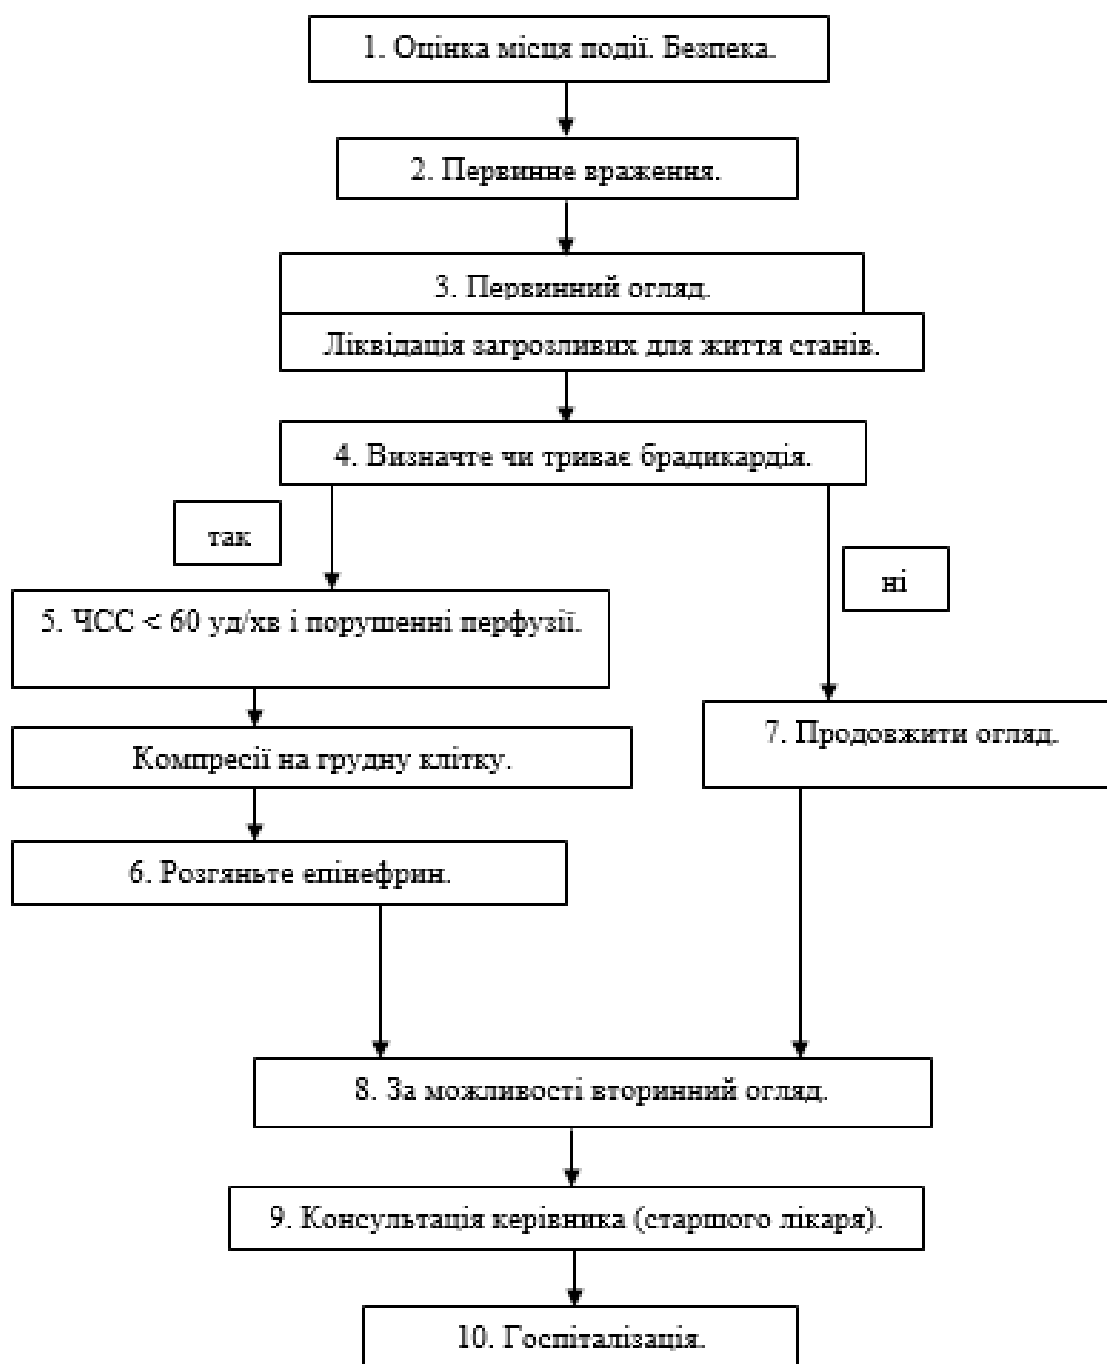 1. Оцінка місця події. Безпека.
2. Первинне враження.
3. Первинний огляд.
Ліквідація загрозливих для життя станів.
4. Визначте чи триває брадикардія.
так
ні
5. ЧСС < 60 уд/хв і порушенні перфузії.
Компресії на грудну клітку.
7. Продовжити огляд.
6. Розгяньте епінефрин.
8. За можливості вторинний огляд.
9. Консультація керівника (старшого лікаря).
10. Госпіталізація.